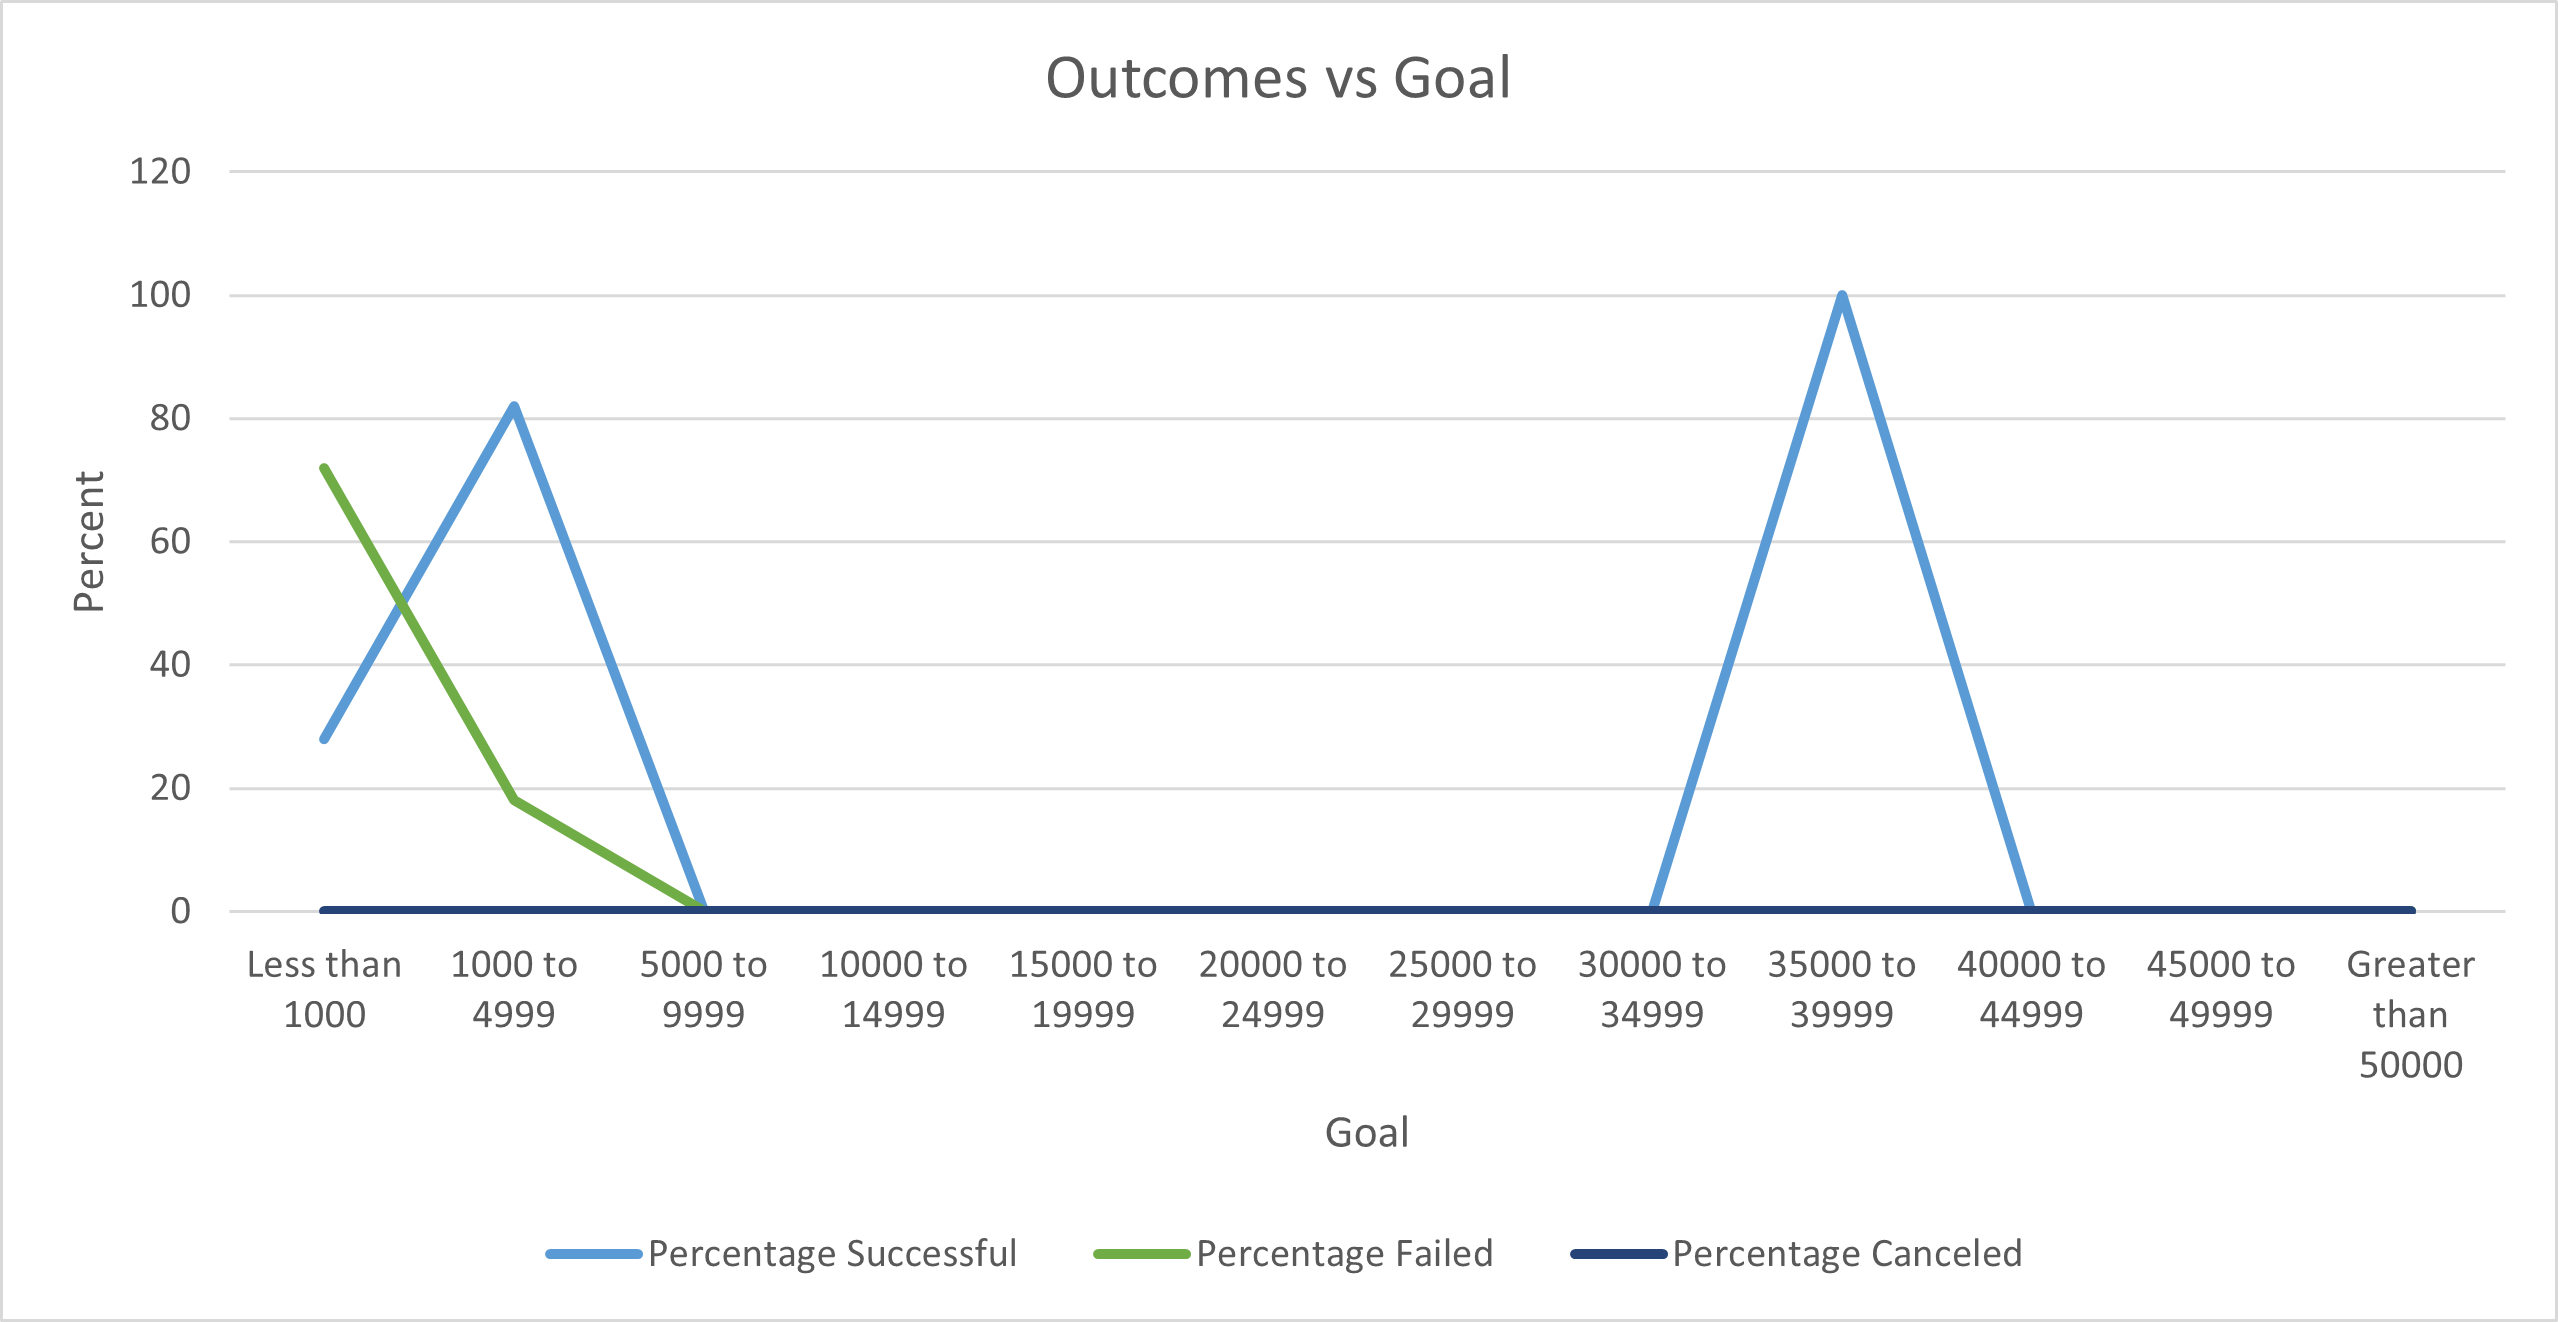 Outcomes vs Goal
120
100
80
60
40
20
0
Percent
Less than
1000
1000 to
4999
5000 to
9999
10000 to
14999
15000 to
19999
20000 to
24999
25000 to
29999
30000 to
34999
35000 to
39999
40000 to
44999
45000 to
49999
Greater
than
50000
Goal
Percentage Successful
Percentage Failed
Percentage Canceled